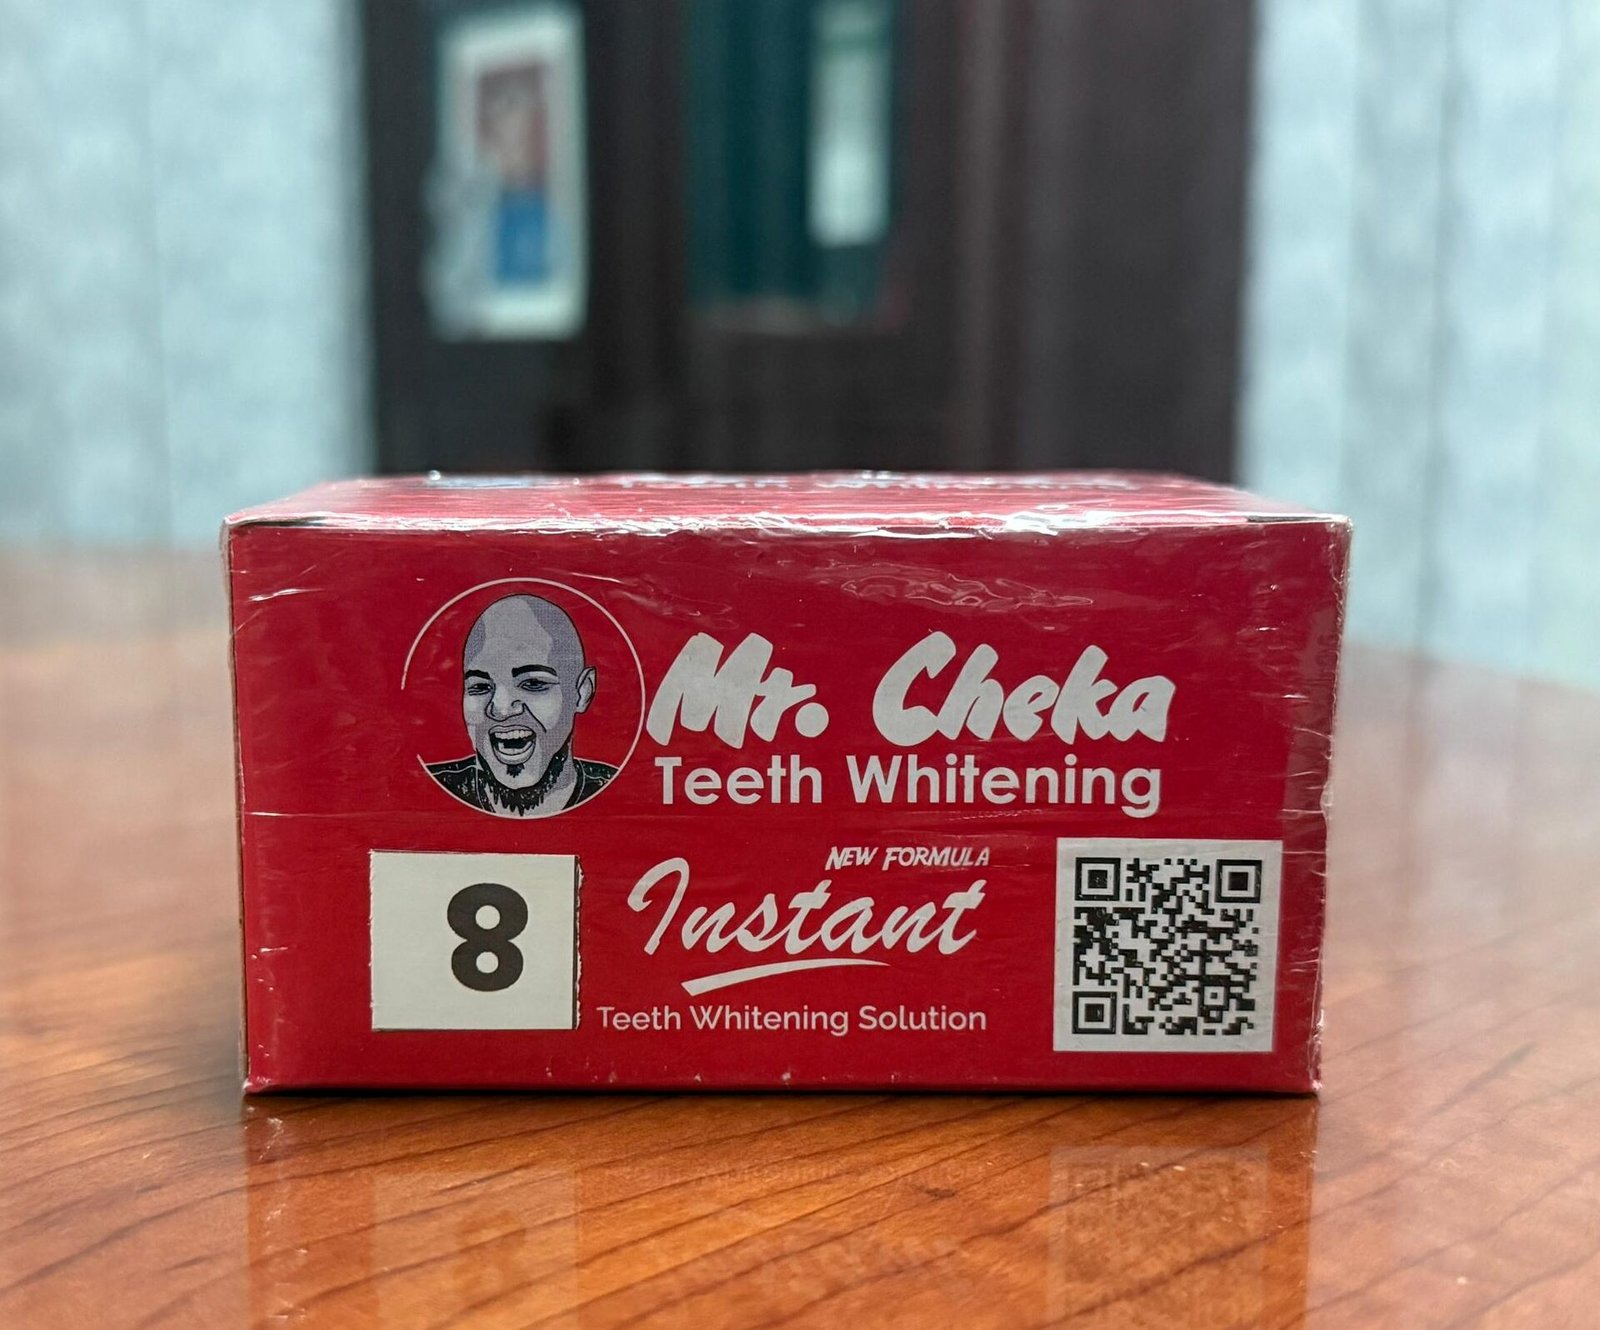 Mr. Cheka
Teeth Whitening
8
NEW FORMULA
Instant
Teeth Whitening Solution